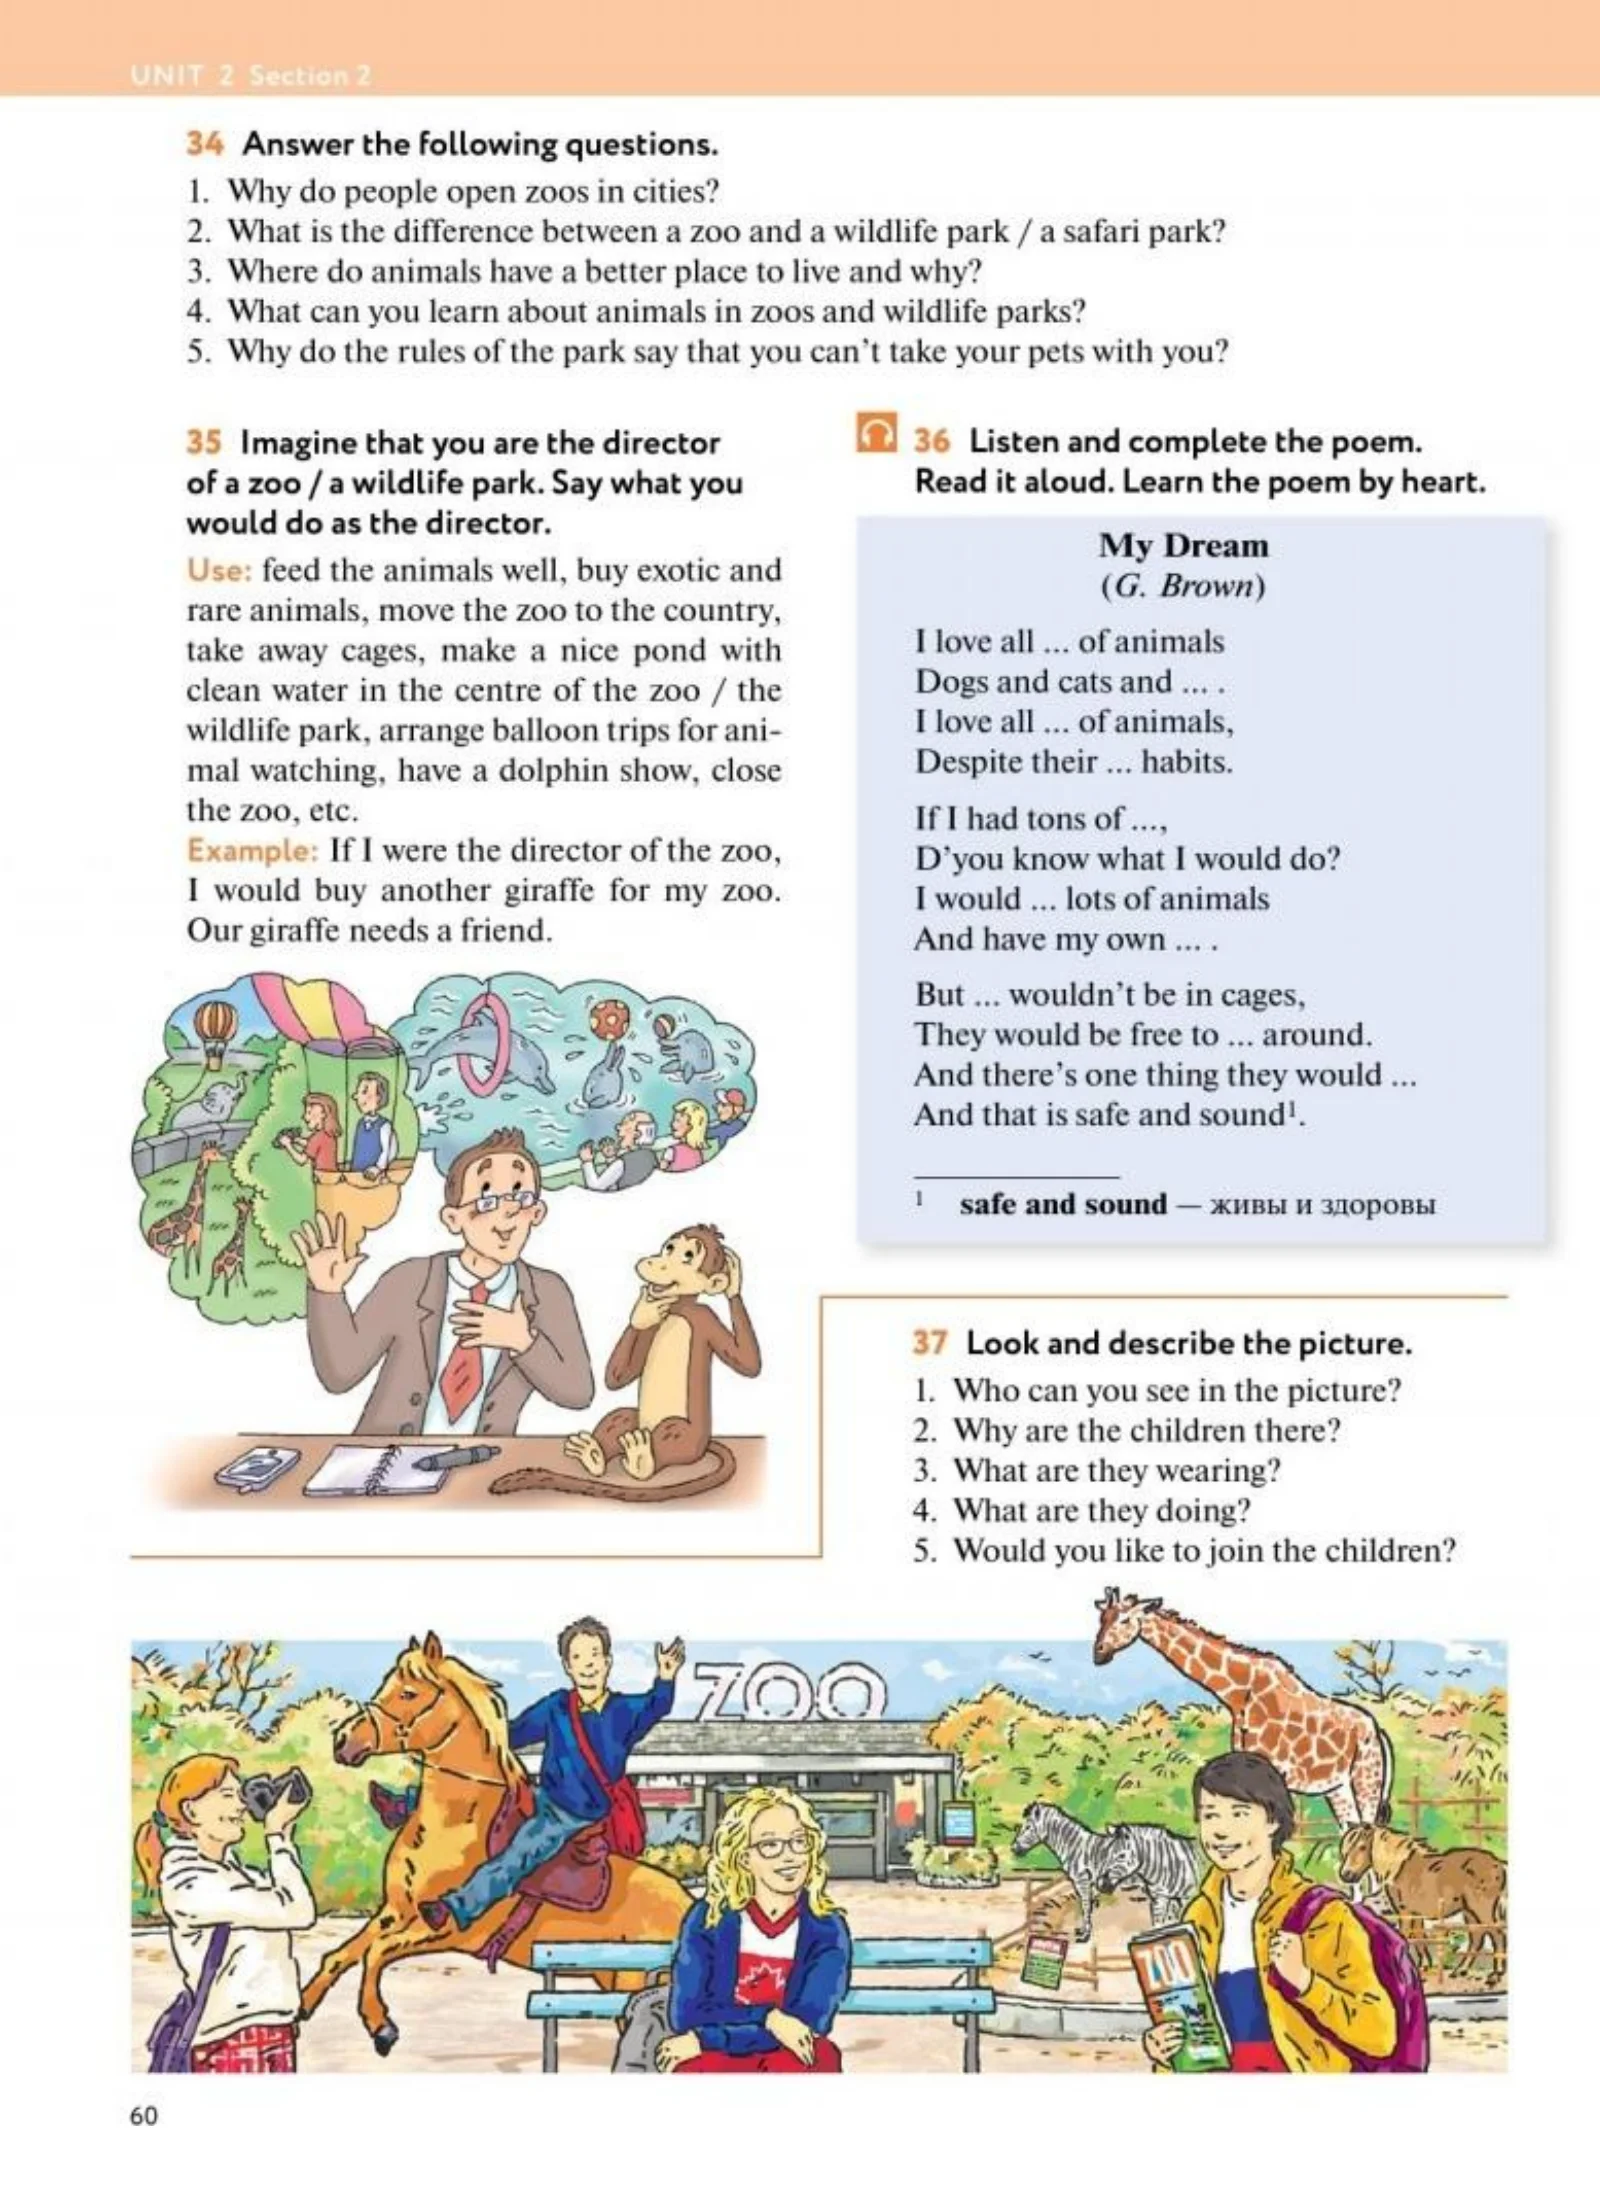 UNIT 2 Section 2
34 Answer the following questions.
1. Why do people open zoos in cities?
2. What is the difference between a zoo and a wildlife park / a safari park?
3. Where do animals have a better place to live and why?
4. What can you learn about animals in zoos and wildlife parks?
5. Why do the rules of the park say that you can’t take your pets with you?
35 Imagine that you are the director
of a zoo / a wildlife park. Say what you
would do as the director.
Use: feed the animals well, buy exotic and
rare animals, move the zoo to the country,
take away cages, make a nice pond with
clean water in the centre of the zoo / the
wildlife park, arrange balloon trips for ani-
mal watching, have a dolphin show, close
the zoo, etc.
Example: If I were the director of the zoo,
I would buy another giraffe for my zoo.
Our giraffe needs a friend.
36 Listen and complete the poem.
Read it aloud. Learn the poem by heart.
My Dream
(G. Brown)
I love all ... of animals
Dogs and cats and ... .
I love all ... of animals,
Despite their ... habits.
If I had tons of ...,
D’you know what I would do?
I would ... lots of animals
And have my own ... .
But ... wouldn’t be in cages,
They would be free to ... around.
And there’s one thing they would ...
And that is safe and sound¹.
¹ safe and sound — живы и здоровы
37 Look and describe the picture.
1. Who can you see in the picture?
2. Why are the children there?
3. What are they wearing?
4. What are they doing?
5. Would you like to join the children?
ZOO
ZOO
60